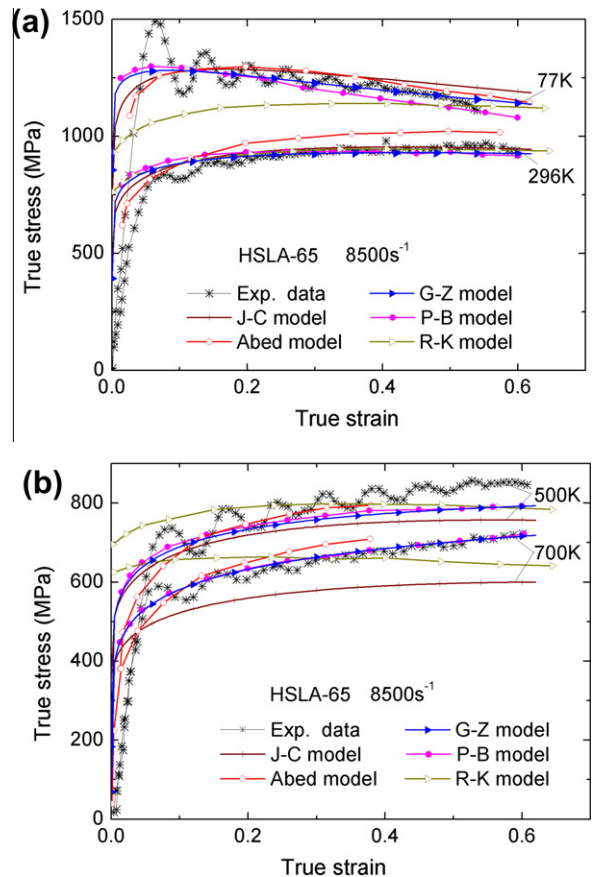 (a)
1500
1000
500
0
True stress (MPa)
77K
296K
HSLA-65 8500s⁻¹
Exp. data
J-C model
Abed model
G-Z model
P-B model
R-K model
0.0 0.2 0.4 0.6
True strain
(b)
800
600
400
200
0
True stress (MPa)
500K
700K
HSLA-65 8500s⁻¹
Exp. data
J-C model
Abed model
G-Z model
P-B model
R-K model
0.0 0.2 0.4 0.6
True strain